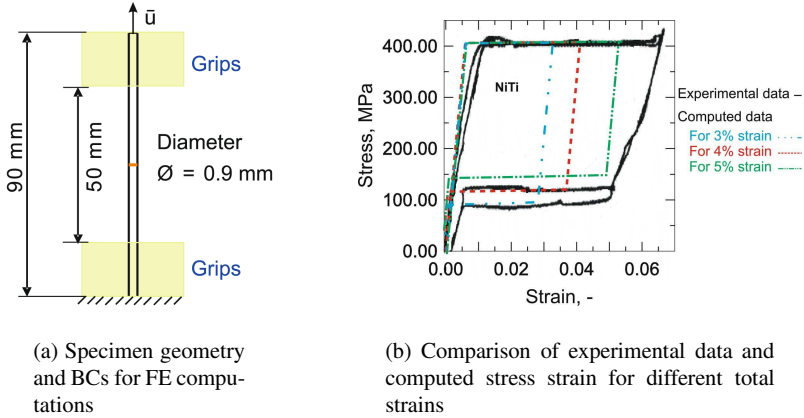 ū
Grips
90 mm
50 mm
Diameter
Ø = 0.9 mm
Grips
(a) Specimen geometry
and BCs for FE compu-
tations
Stress, MPa
400.00
300.00
200.00
100.00
0.00
NiTi
0.00 0.02 0.04 0.06
Strain, -
Experimental data
Computed data
For 3% strain
For 4% strain
For 5% strain
(b) Comparison of experimental data and
computed stress strain for different total
strains